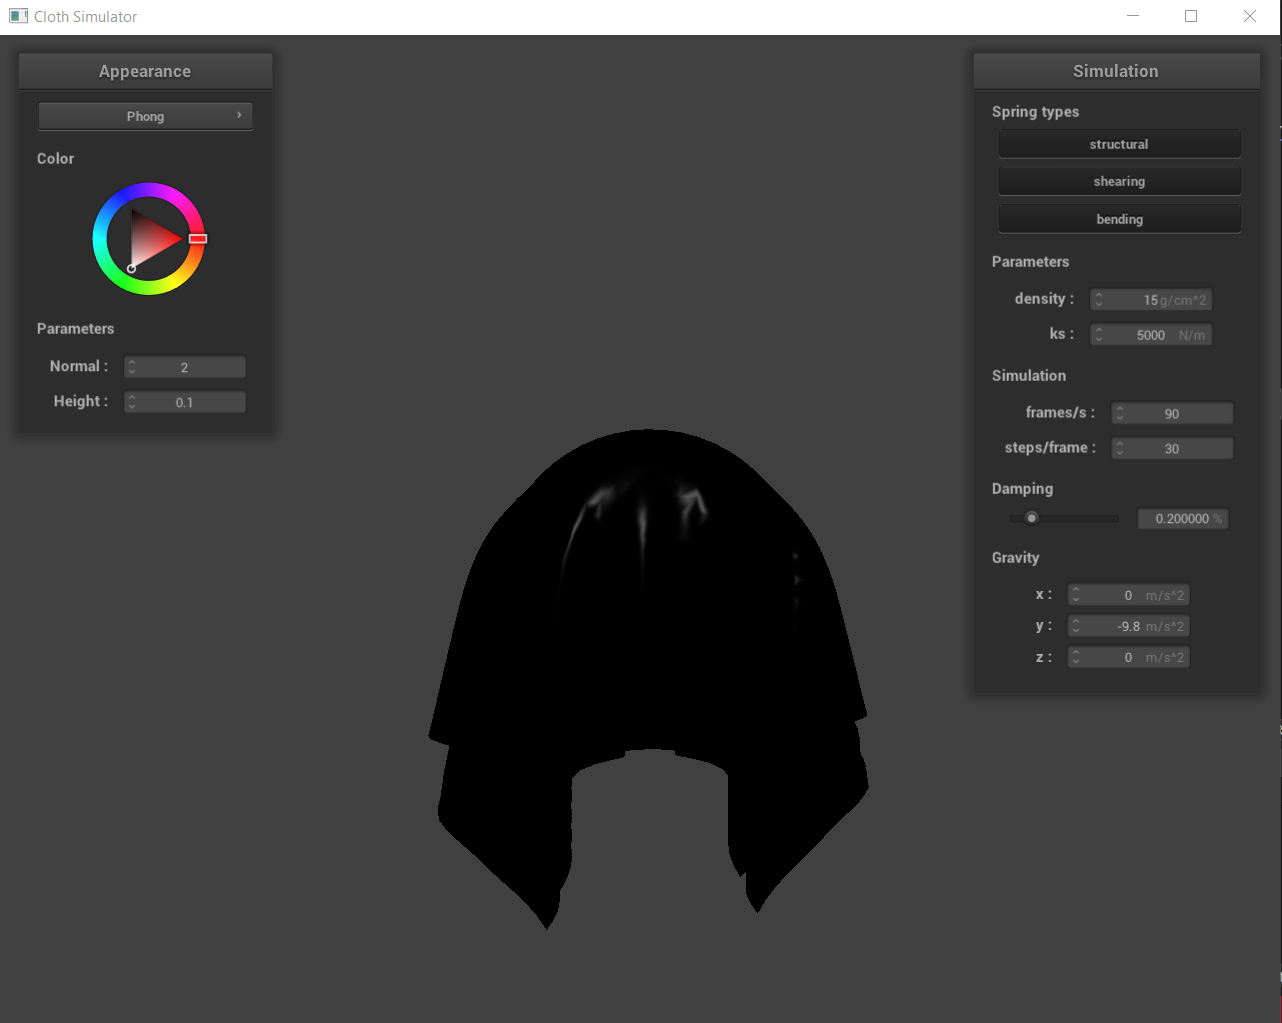 Cloth Simulator
Appearance
Phong
Color
Parameters
Normal : 2
Height : 0.1
Simulation
Spring types
structural
shearing
bending
Parameters
density : 15 g/cm^2
ks : 5000 N/m
Simulation
frames/s : 90
steps/frame : 30
Damping
0.200000 %
Gravity
x : 0 m/s^2
y : -9.8 m/s^2
z : 0 m/s^2